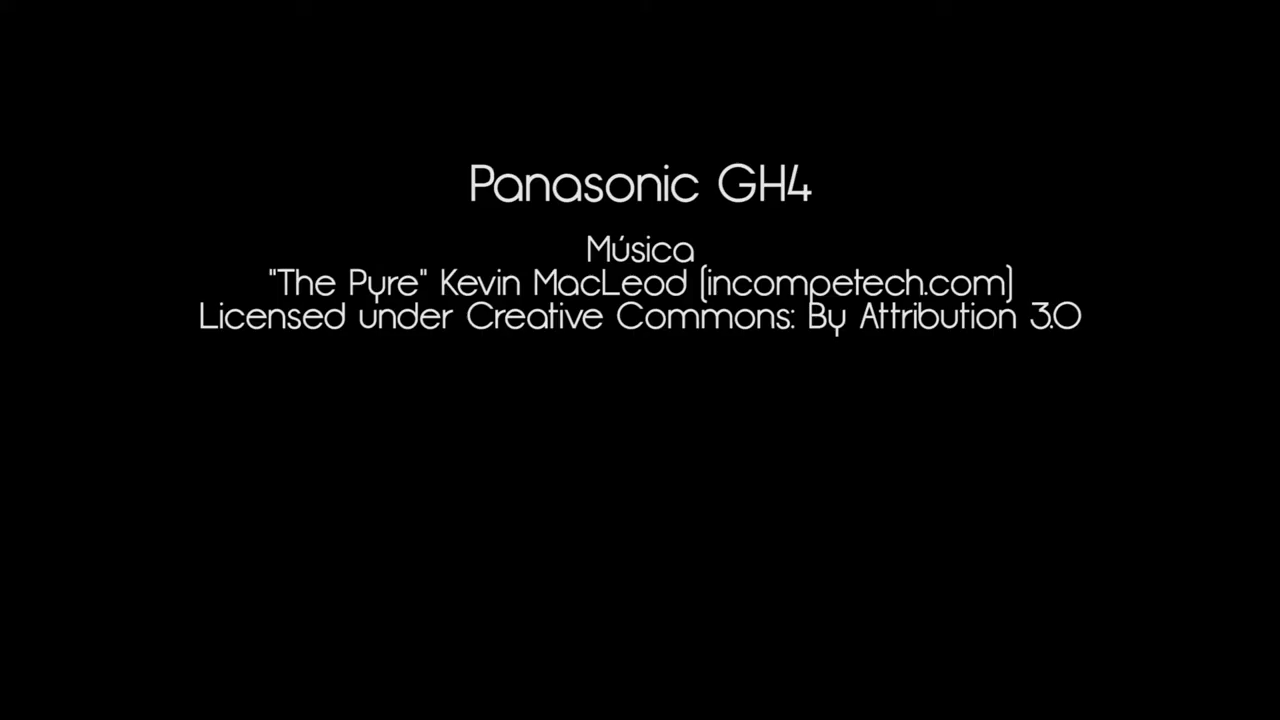 Panasonic GH4
Música
"The Pyre" Kevin MacLeod (incompetech.com)
Licensed under Creative Commons: By Attribution 3.0